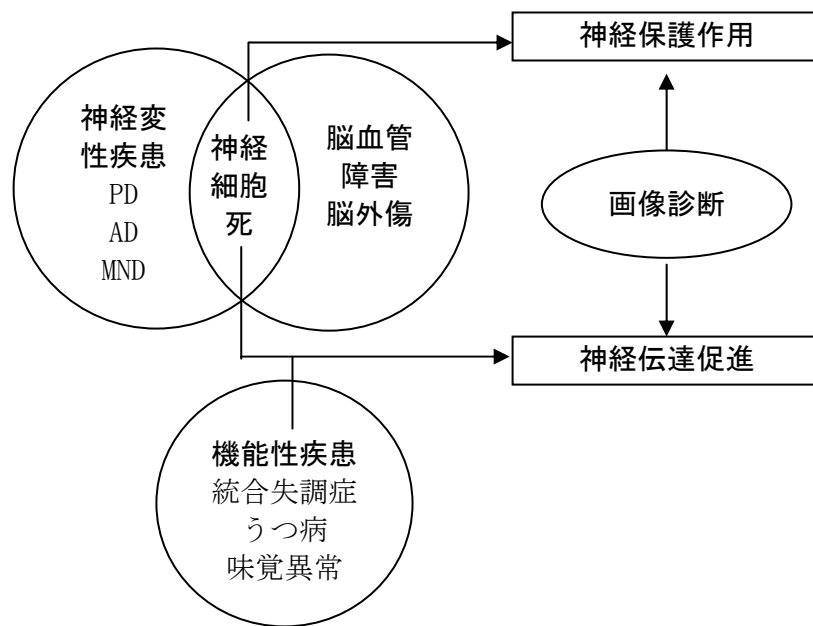 神経保護作用
神経変
性疾患
PD
AD
MND
神経
細胞
死
脳血管
障害
脳外傷
画像診断
神経伝達促進
機能性疾患
統合失調症
うつ病
味覚異常